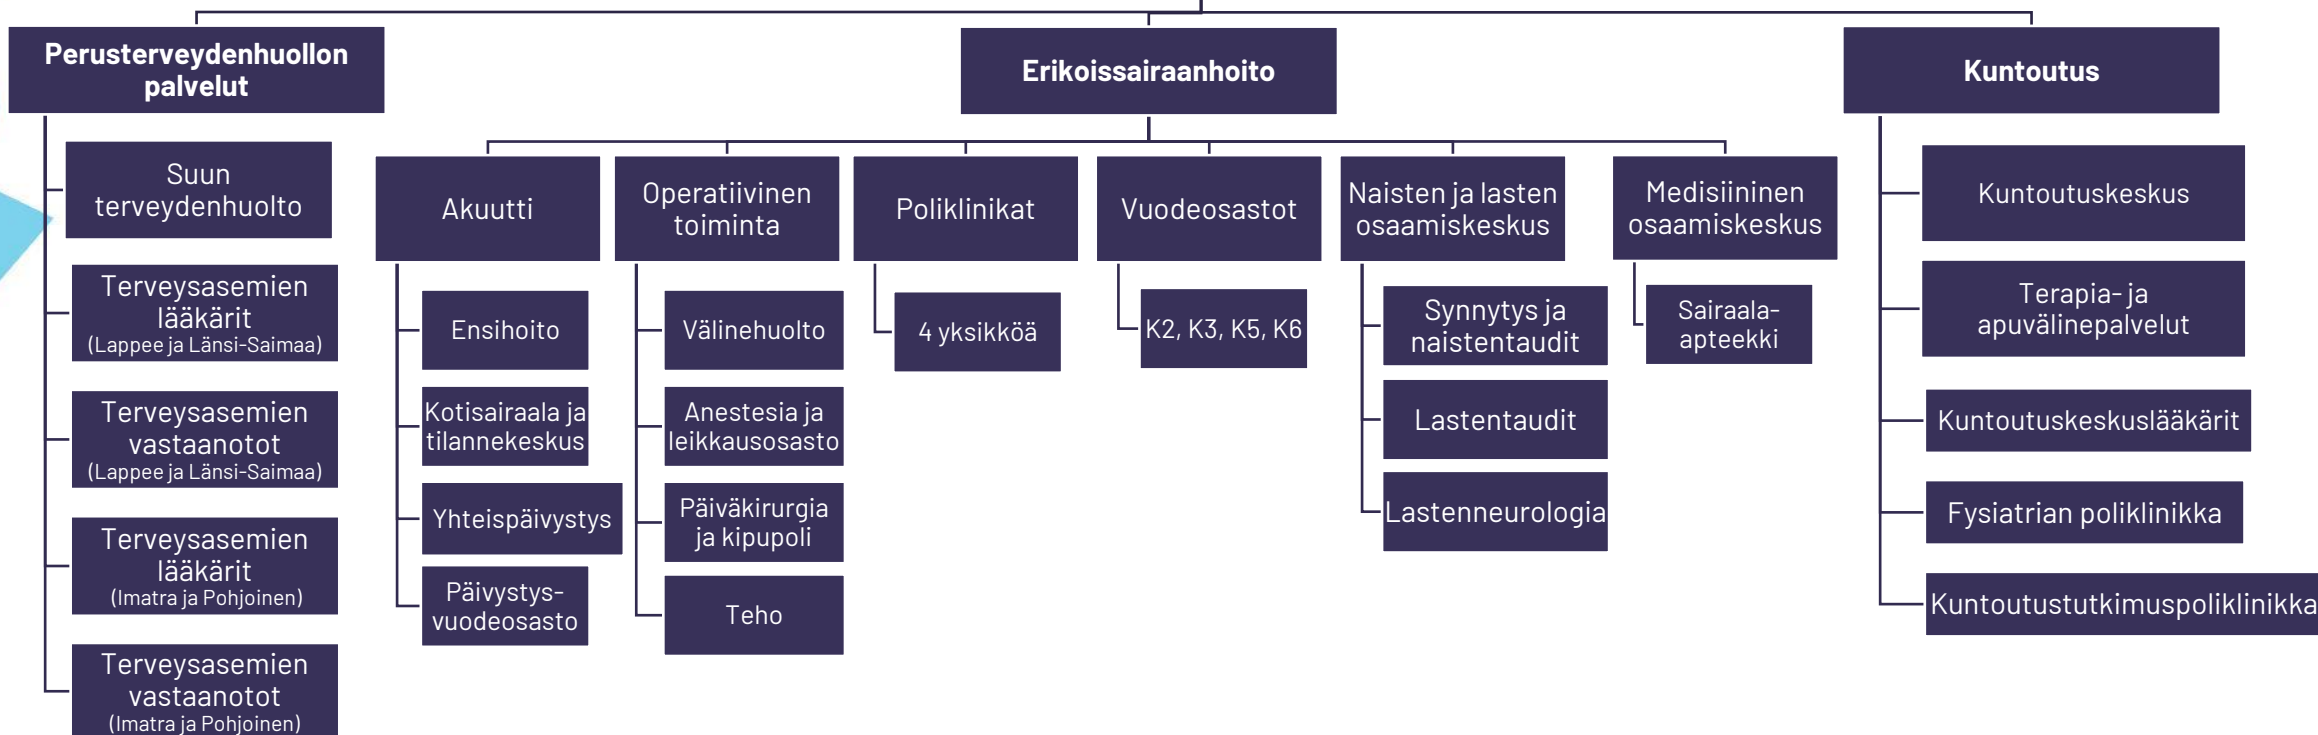 Perusterveydenhuollon
palvelut
Suun
terveydenhuolto
Terveysasemien
lääkärit
(Lappee ja Länsi-Saimaa)
Terveysasemien
vastaanotot
(Lappee ja Länsi-Saimaa)
Terveysasemien
lääkärit
(Imatra ja Pohjoinen)
Terveysasemien
vastaanotot
(Imatra ja Pohjoinen)
Erikoissairaanhoito
Akuutti
Ensihoito
Kotisairaala ja
tilannekeskus
Yhteispäivystys
Päivystys-
vuodeosasto
Operatiivinen
toiminta
Välinehuolto
Anestesia ja
leikkausosasto
Päiväkirurgia
ja kipupoli
Teho
Poliklinikat
4 yksikköä
Vuodeosastot
K2, K3, K5, K6
Naisten ja lasten
osaamiskeskus
Synnytys ja
naistentaudit
Lastentaudit
Lastenneurologia
Medisiininen
osaamiskeskus
Sairaala-
apteekki
Kuntoutus
Kuntoutuskeskus
Terapia- ja
apuvälinepalvelut
Kuntoutuskeskuslääkärit
Fysiatrian poliklinikka
Kuntoutustutkimuspoliklinikka